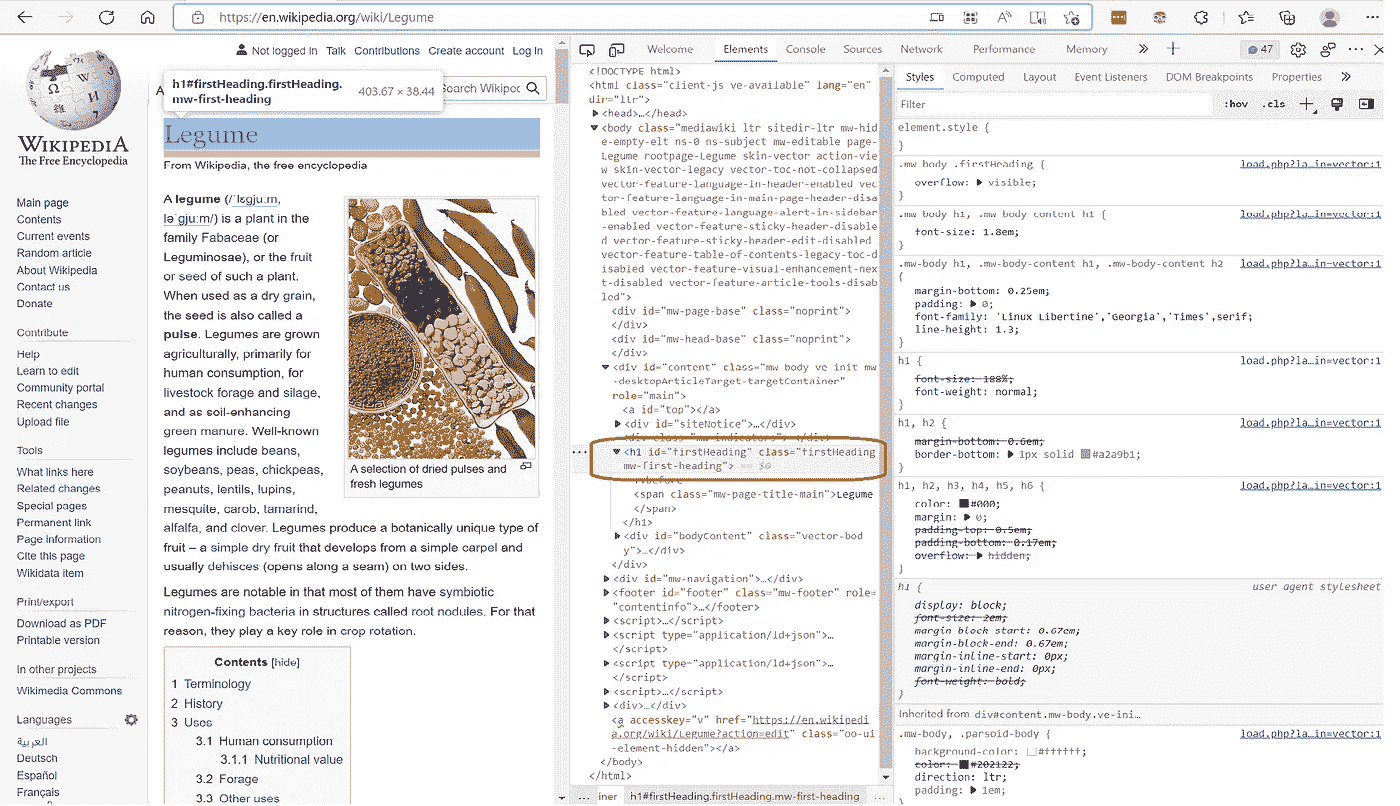 https://en.wikipedia.org/wiki/Legume
47
WIKIPEDIA
The Free Encyclopedia
Main page
Contents
Current events
Random article
About Wikipedia
Contact us
Donate
Contribute
Help
Learn to edit
Community portal
Recent changes
Upload file
Tools
What links here
Related changes
Special pages
Permanent link
Page information
Cite this page
Wikidata item
Print/export
Download as PDF
Printable version
In other projects
Wikimedia Commons
Languages
العربية
Deutsch
Español
Français
Not logged in Talk Contributions Create account Log in
h1#firstHeading.firstHeading.
mw-first-heading
403.67 × 38.44
Search Wikipec
Legume
From Wikipedia, the free encyclopedia
A legume (/ˈlɛɡjuːm,
ləˈɡjuːm/) is a plant in the
family Fabaceae (or
Leguminosae), or the fruit
or seed of such a plant.
When used as a dry grain,
the seed is also called a
pulse. Legumes are grown
agriculturally, primarily for
human consumption, for
livestock forage and silage,
and as soil-enhancing
green manure. Well-known
legumes include beans,
soybeans, peas, chickpeas,
peanuts, lentils, lupins,
mesquite, carob, tamarind,
alfalfa, and clover. Legumes produce a botanically unique type of
fruit – a simple dry fruit that develops from a simple carpel and
usually dehisces (opens along a seam) on two sides.
A selection of dried pulses and
fresh legumes
Legumes are notable in that most of them have symbiotic
nitrogen-fixing bacteria in structures called root nodules. For that
reason, they play a key role in crop rotation.
Contents [hide]
1 Terminology
2 History
3 Uses
3.1 Human consumption
3.1.1 Nutritional value
3.2 Forage
3.3 Other uses
Welcome Elements Console Sources Network Performance Memory
<!DOCTYPE html>
<html class="client-js ve-available" lang="en"
dir="ltr">
<head>…</head>
<body class="mediawiki ltr sitedir-ltr mw-hid
e-empty-elt ns-0 ns-subject mw-editable page-
Legume rootpage-Legume skin-vector action-vie
w skin-vector-legacy vector-toc-not-collapsed
vector-feature-language-in-header-enabled vec
tor-feature-language-in-main-page-header-disa
bled vector-feature-language-alert-in-sidebar
-enabled vector-feature-sticky-header-disable
d vector-feature-sticky-header-edit-disabled
vector-feature-table-of-contents-legacy-toc-d
isabled vector-feature-visual-enhancement-nex
t-disabled vector-feature-article-tools-disab
led">
<div id="mw-page-base" class="noprint">
</div>
<div id="mw-head-base" class="noprint">
</div>
<div id="content" class="mw-body ve-init mw
-desktopArticleTarget-targetContainer"
role="main">
<a id="top"></a>
<div id="siteNotice">…</div>
<div class="mw-indicators"> </div>
<h1 id="firstHeading" class="firstHeading
mw-first-heading"> == $0
::before
<span class="mw-page-title-main">Legume
</span>
</h1>
<div id="bodyContent" class="vector-bod
y">…</div>
</div>
<div id="mw-navigation">…</div>
<footer id="footer" class="mw-footer" role=
"contentinfo">…</footer>
<script>…</script>
<script type="application/ld+json">…
</script>
<script type="application/ld+json">…
</script>
<script>…</script>
<div>…</div>
<a accesskey="v" href="https://en.wikipedi
a.org/wiki/Legume?action=edit" class="oo-ui
-element-hidden"></a>
</body>
</html>
… iner h1#firstHeading.firstHeading.mw-first-heading …
Styles Computed Layout Event Listeners DOM Breakpoints Properties
Filter :hov .cls
element.style {
}
.mw-body .firstHeading { load.php?la…in=vector:1
overflow: visible;
}
.mw-body h1, .mw-body-content h1 { load.php?la…in=vector:1
font-size: 1.8em;
}
.mw-body h1, .mw-body-content h1, .mw-body-content h2 load.php?la…in=vector:1
{
margin-bottom: 0.25em;
padding: 0;
font-family: 'Linux Libertine','Georgia','Times',serif;
line-height: 1.3;
}
h1 { load.php?la…in=vector:1
font-size: 188%;
font-weight: normal;
}
h1, h2 { load.php?la…in=vector:1
margin-bottom: 0.6em;
border-bottom: 1px solid #a2a9b1;
}
h1, h2, h3, h4, h5, h6 { load.php?la…in=vector:1
color: #000;
margin: 0;
padding-top: 0.5em;
padding-bottom: 0.17em;
overflow: hidden;
}
h1 { user agent stylesheet
display: block;
font-size: 2em;
margin-block-start: 0.67em;
margin-block-end: 0.67em;
margin-inline-start: 0px;
margin-inline-end: 0px;
font-weight: bold;
}
Inherited from div#content.mw-body.ve-ini…
.mw-body, .parsoid-body { load.php?la…in=vector:1
background-color: #ffffff;
color: #202122;
direction: ltr;
padding: 1em;